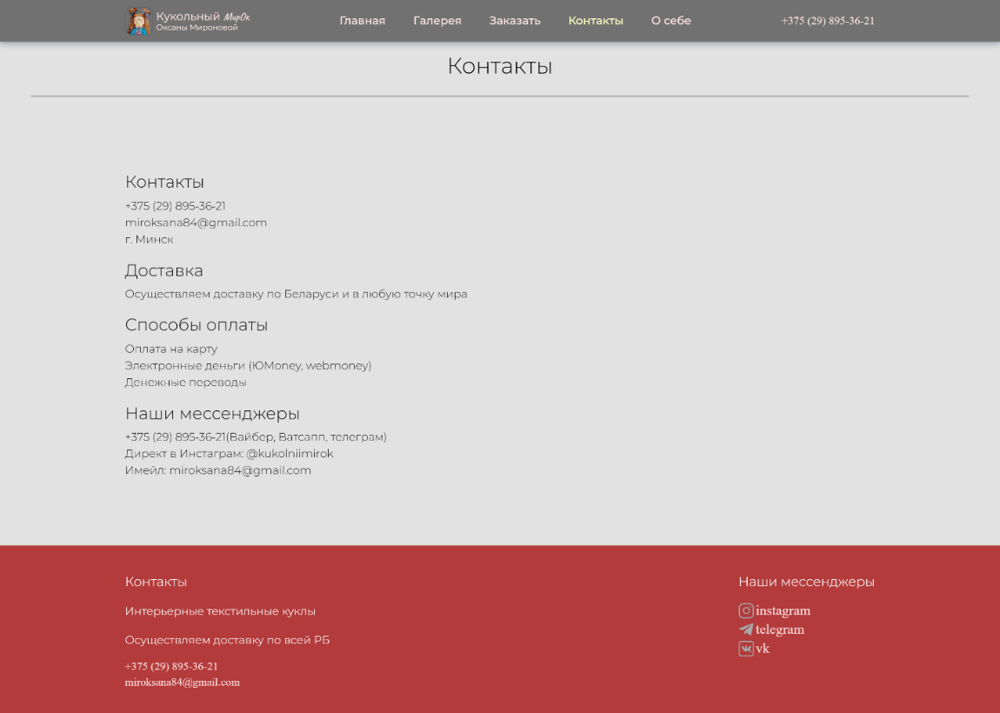 Кукольный МирОк
Оксаны Мироновой
Главная Галерея Заказать Контакты О себе
+375 (29) 895-36-21
Контакты
Контакты
+375 (29) 895-36-21
miroksana84@gmail.com
г. Минск
Доставка
Осуществляем доставку по Беларуси и в любую точку мира
Способы оплаты
Оплата на карту
Электронные деньги (ЮMoney, webmoney)
Денежные переводы
Наши мессенджеры
+375 (29) 895-36-21(Вайбер, Ватсапп, телеграм)
Директ в Инстаграм: @kukolniimirok
Имейл: miroksana84@gmail.com
Контакты
Интерьерные текстильные куклы
Осуществляем доставку по всей РБ
+375 (29) 895-36-21
miroksana84@gmail.com
Наши мессенджеры
instagram
telegram
vk